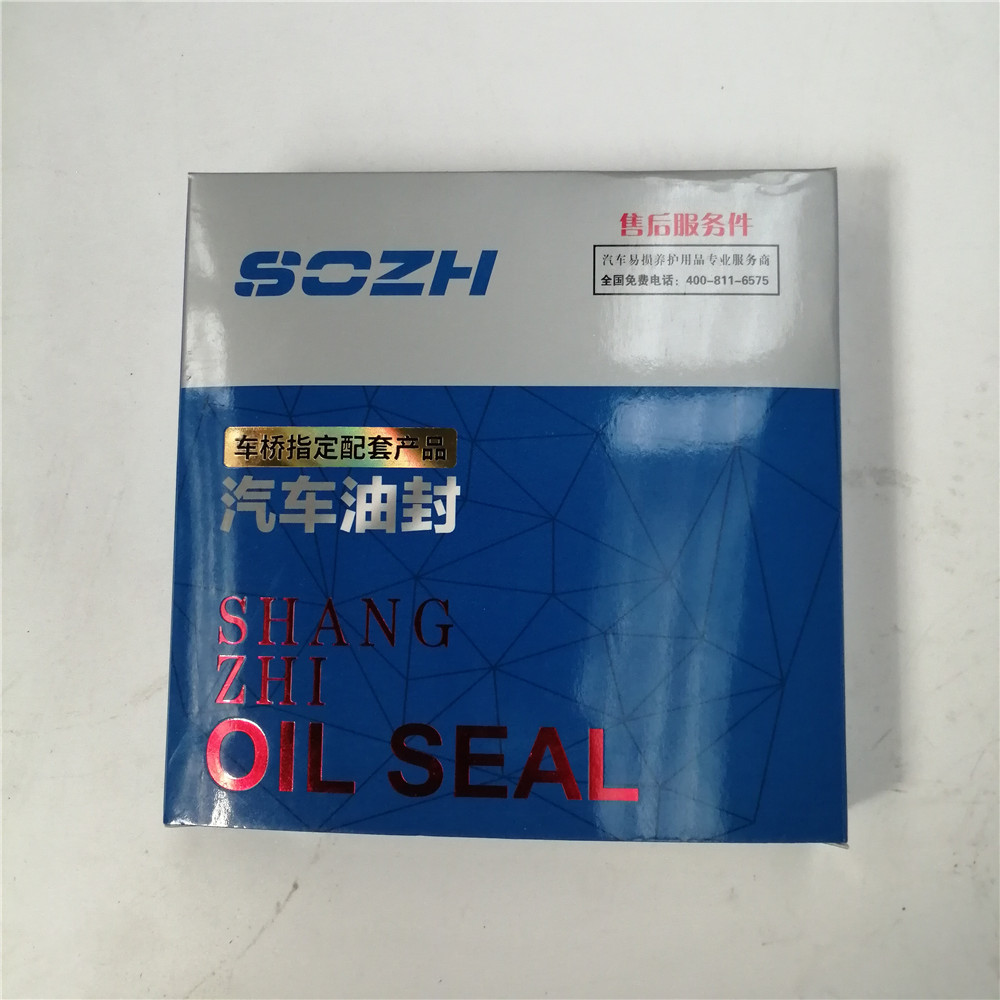 SOZH
售后服务件
汽车易损养护用品专业服务商
全国免费电话：400-811-6575
车桥指定配套产品
汽车油封
SHANG
ZHI
OIL SEAL